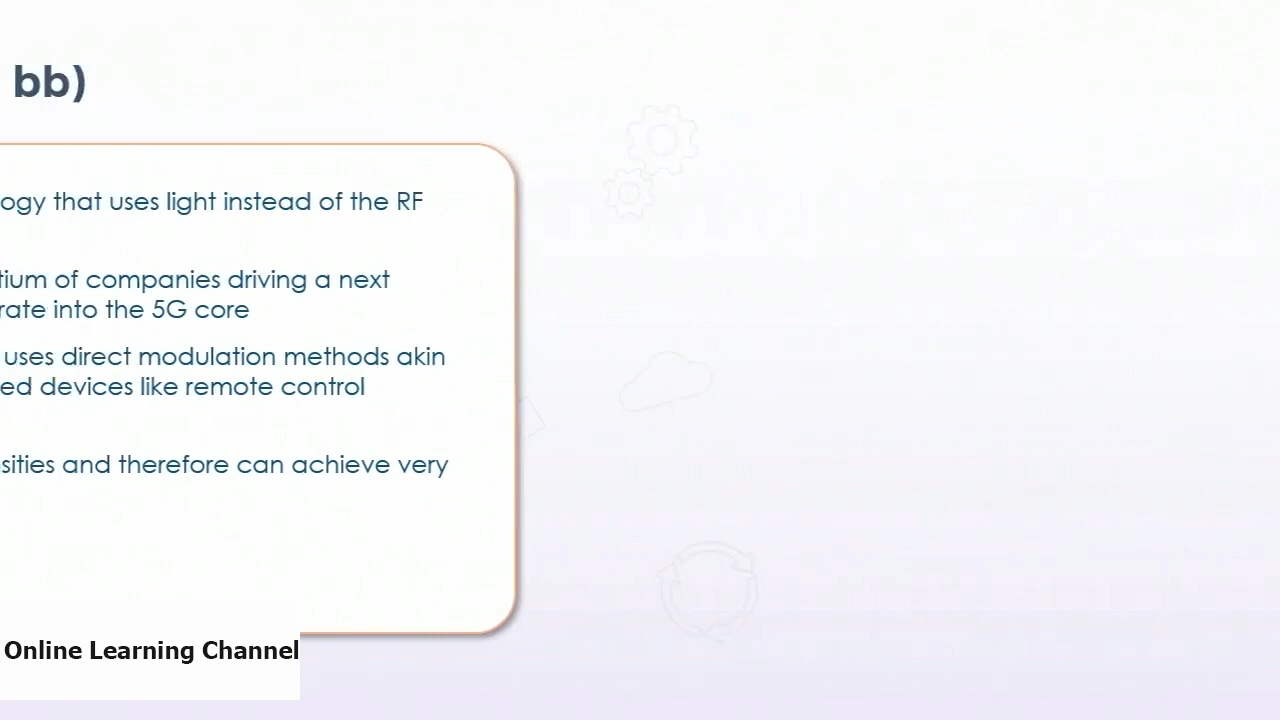 bb)
ogy that uses light instead of the RF
tium of companies driving a next
rate into the 5G core
uses direct modulation methods akin
ed devices like remote control
sities and therefore can achieve very
Online Learning Channel